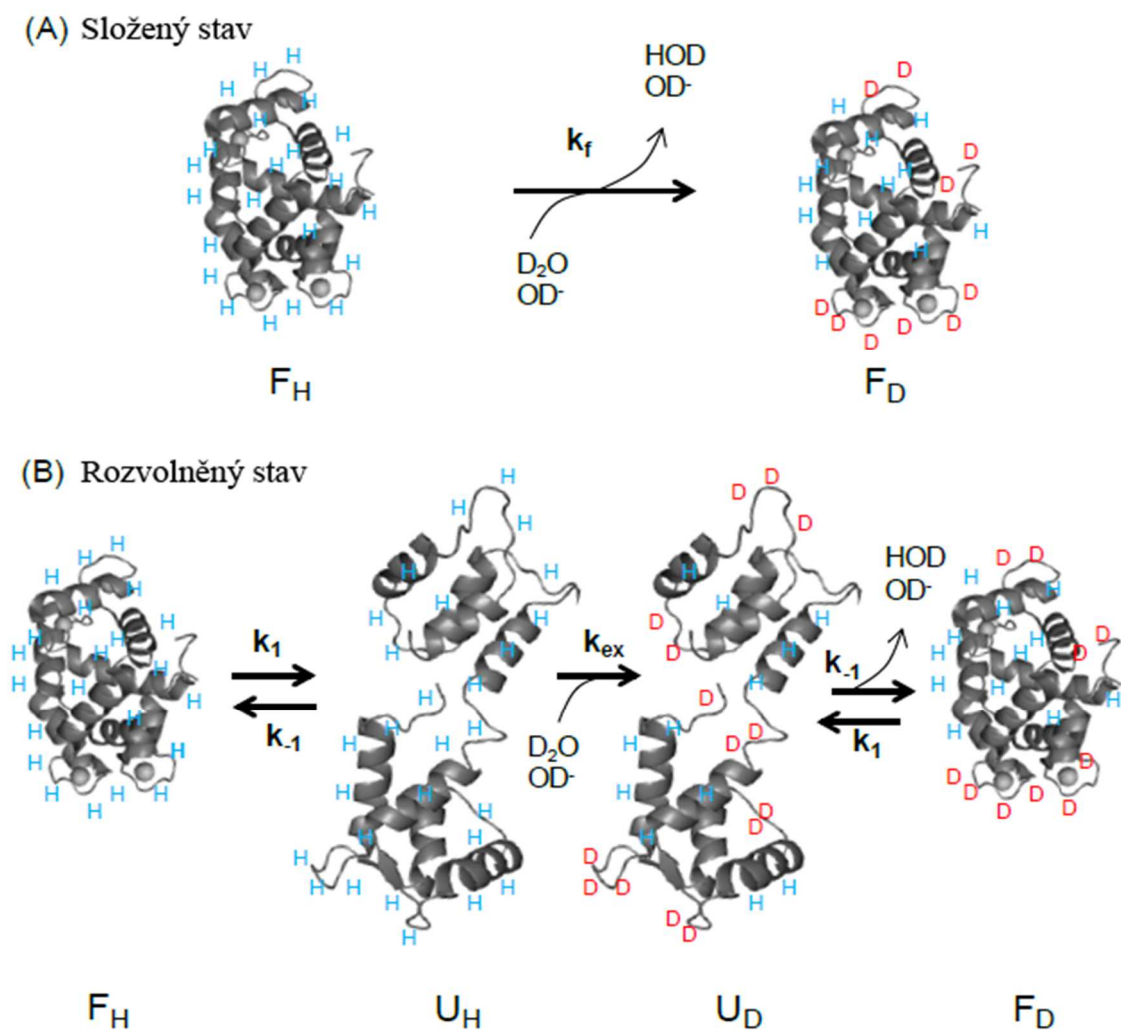 (A) Složený stav
H H H H H H H H H H H H H H H H H H H H H
HOD
OD-
kf
D2O
OD-
D D H H D H H D H H H H H D D D D D D
FH
FD
(B) Rozvolněný stav
k1
k-1
kex
D2O
OD-
HOD
OD-
k-1
k1
FH
UH
UD
FD